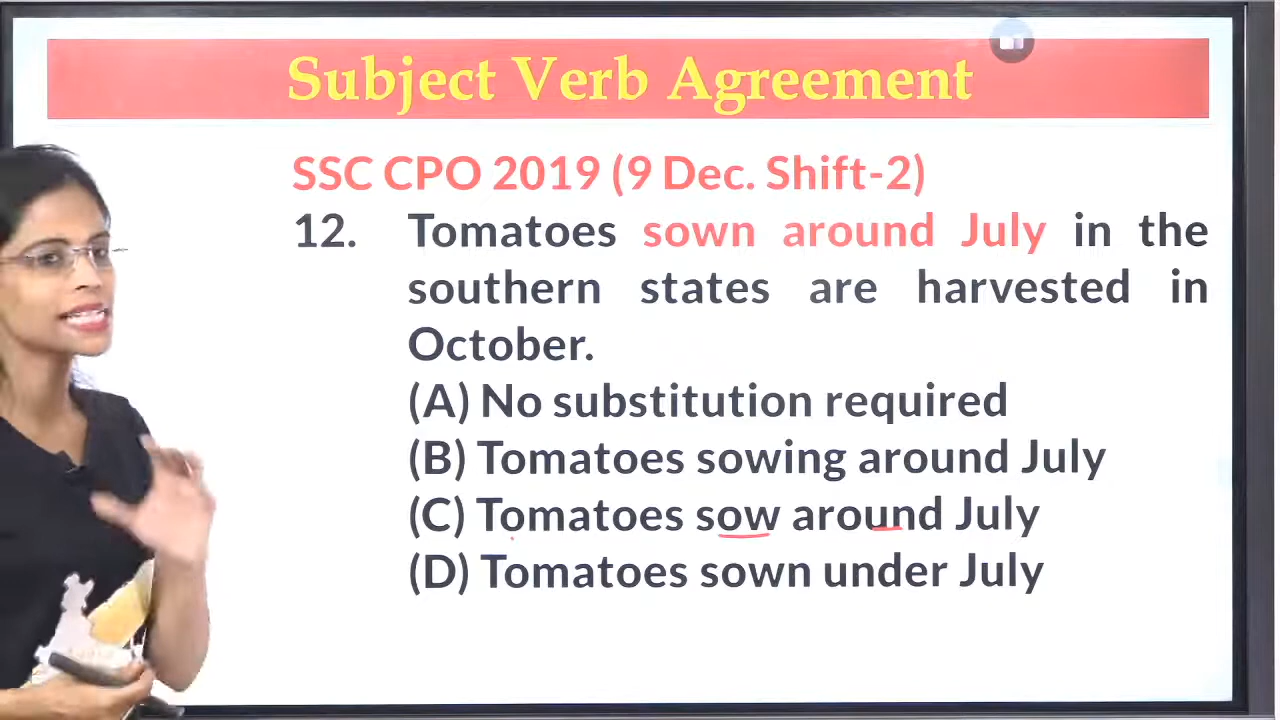 Subject Verb Agreement
SSC CPO 2019 (9 Dec. Shift-2)
12. Tomatoes sown around July in the
southern states are harvested in
October.
(A) No substitution required
(B) Tomatoes sowing around July
(C) Tomatoes sow around July
(D) Tomatoes sown under July